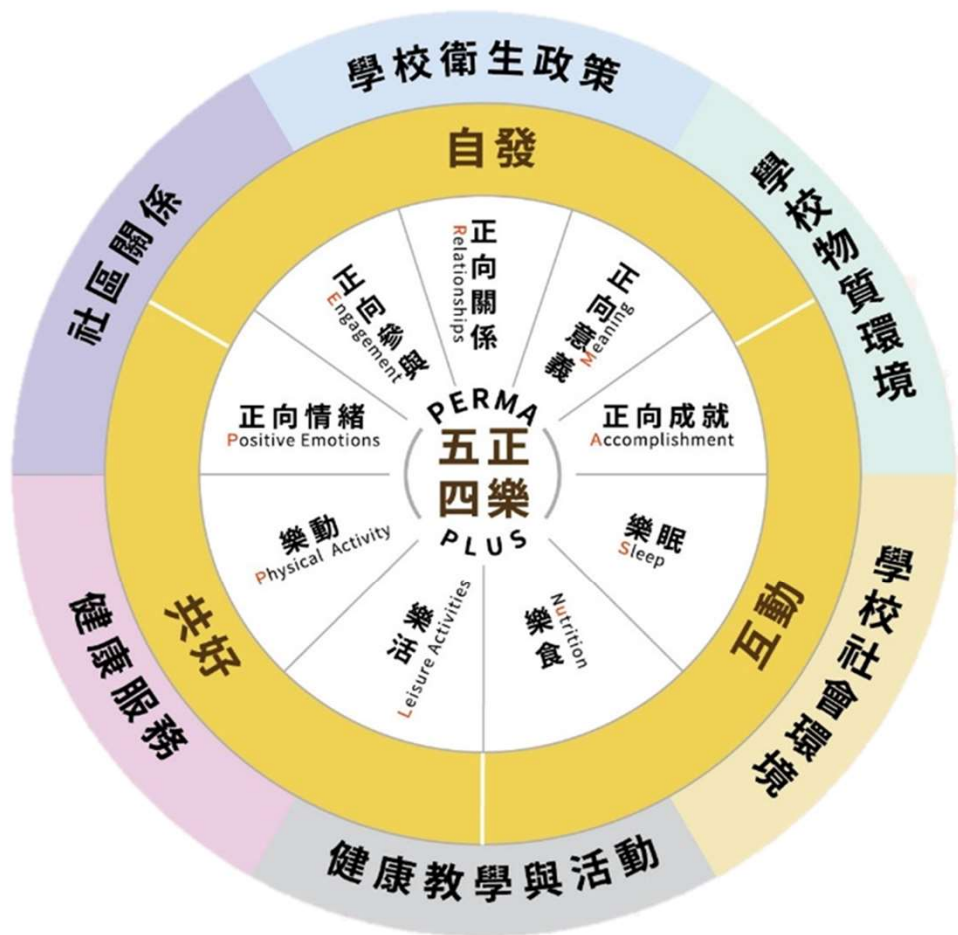 學校衛生政策
學校物質環境
學校社會環境
健康教學與活動
健康服務
社區關係
自發
互動
共好
正向情緒
Positive Emotions
正向參與
Engagement
正向關係
Relationships
正向意義
Meaning
正向成就
Accomplishment
樂眠
Sleep
樂食
Nutrition
樂活
Leisure Activities
樂動
Physical Activity
PERMA
五正
四樂
PLUS